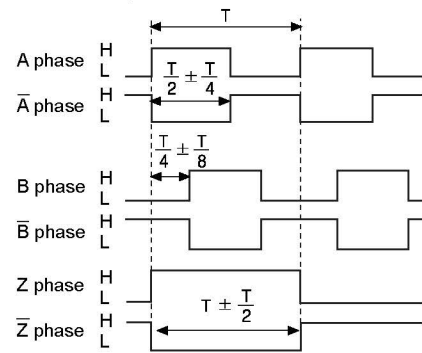 T
A phase H
L
T/2 ± T/4
A̅ phase H
L
T/4 ± T/8
B phase H
L
B̅ phase H
L
Z phase H
L
T ± T/2
Z̅ phase H
L